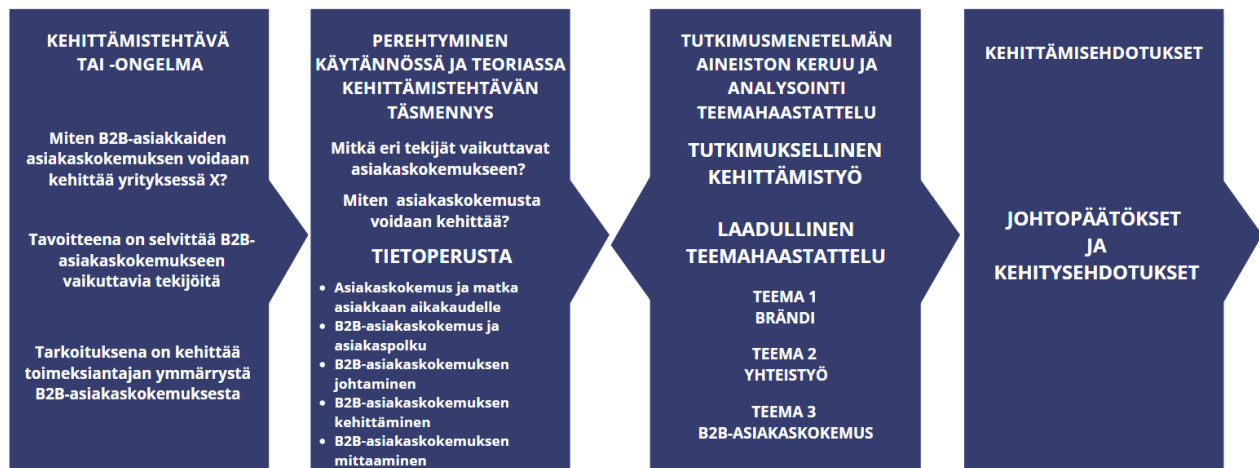 KEHITTÄMISTEHTÄVÄ
TAI -ONGELMA
Miten B2B-asiakkaiden
asiakaskokemuksen voidaan
kehittää yrityksessä X?
Tavoitteena on selvittää B2B-
asiakaskokemukseen
vaikuttavia tekijöitä
Tarkoituksena on kehittää
toimeksiantajan ymmärrystä
B2B-asiakaskokemuksesta
PEREHTYMINEN
KÄYTÄNNÖSSÄ JA TEORIASSA
KEHITTÄMISTEHTÄVÄN
TÄSMENNYS
Mitkä eri tekijät vaikuttavat
asiakaskokemukseen?
Miten asiakaskokemusta
voidaan kehittää?
TIETOPERUSTA
• Asiakaskokemus ja matka
asiakkaan aikakaudelle
• B2B-asiakaskokemus ja
asiakaspolku
• B2B-asiakaskokemuksen
johtaminen
• B2B-asiakaskokemuksen
kehittäminen
• B2B-asiakaskokemuksen
mittaaminen
TUTKIMUSMENETELMÄN
AINEISTON KERUU JA
ANALYSOINTI
TEEMAHAASTATTELU
TUTKIMUKSELLINEN
KEHITTÄMISTYÖ
LAADULLINEN
TEEMAHAASTATTELU
TEEMA 1
BRÄNDI
TEEMA 2
YHTEISTYÖ
TEEMA 3
B2B-ASIAKASKOKEMUS
KEHITTÄMISEHDOTUKSET
JOHTOPÄÄTÖKSET
JA
KEHITYSEHDOTUKSET